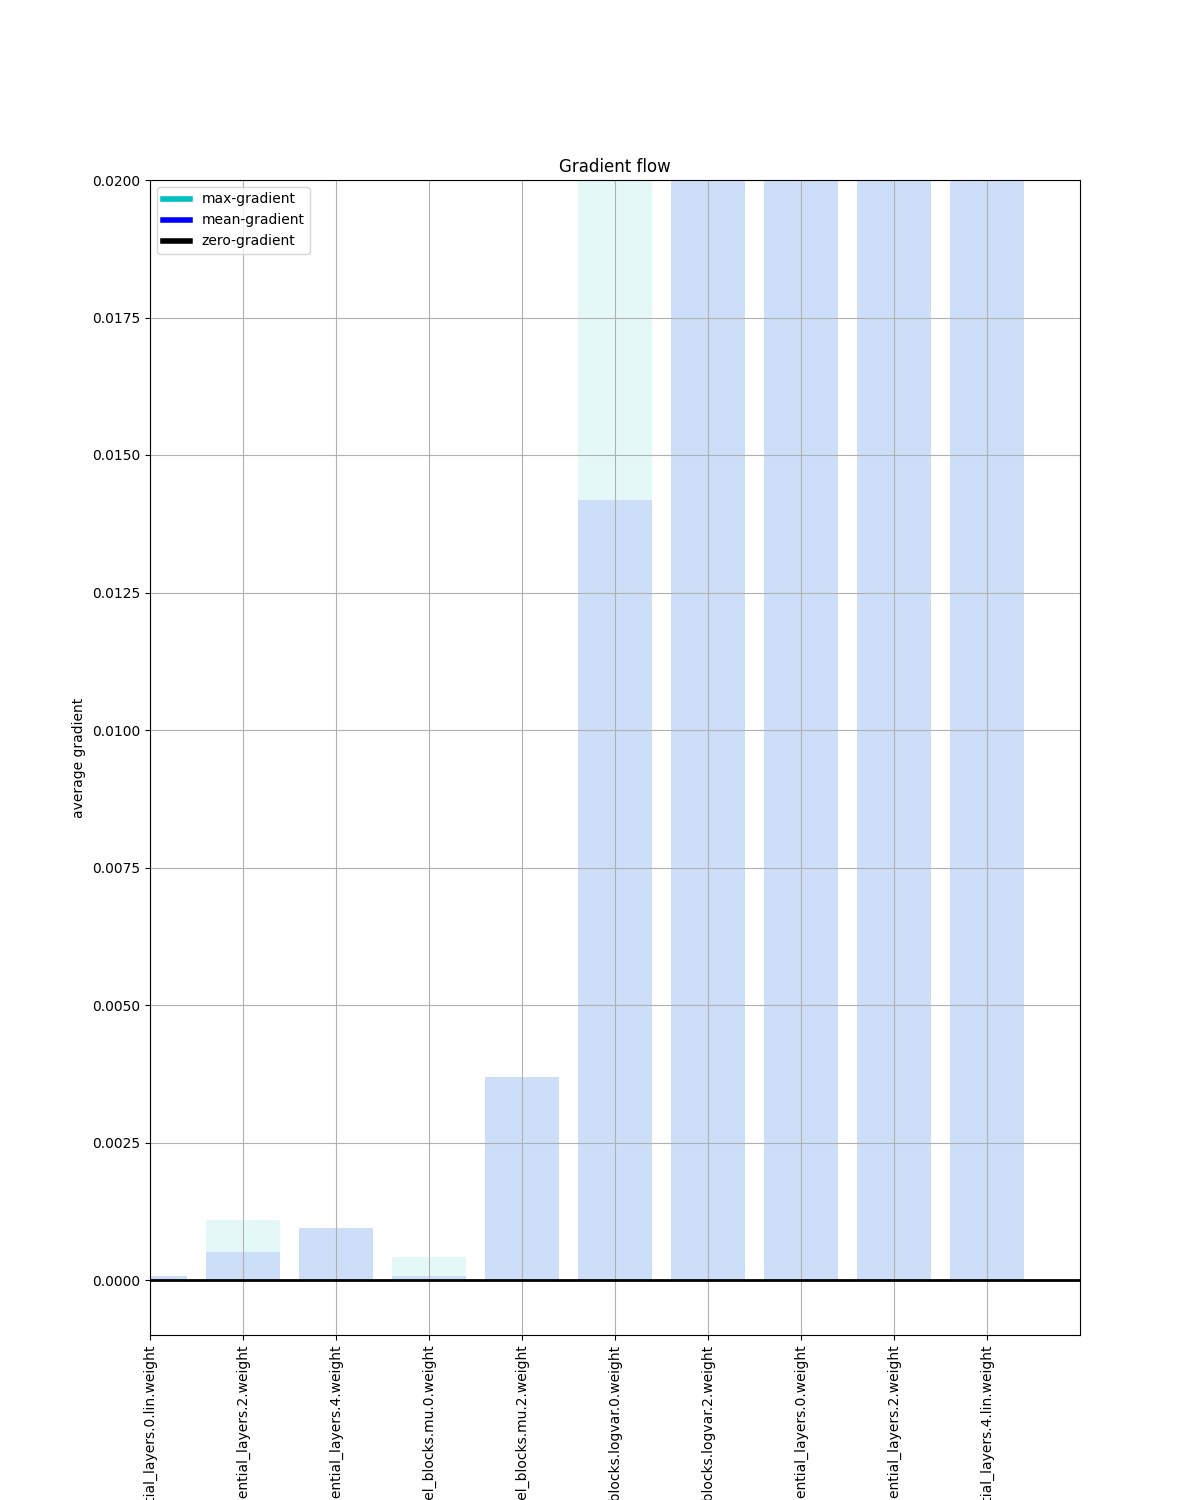 Gradient flow
max-gradient
mean-gradient
zero-gradient
0.0200
0.0175
0.0150
0.0125
0.0100
0.0075
0.0050
0.0025
0.0000
average gradient
tial_layers.0.lin.weight
ential_layers.2.weight
ential_layers.4.weight
el_blocks.mu.0.weight
el_blocks.mu.2.weight
blocks.logvar.0.weight
blocks.logvar.2.weight
ential_layers.0.weight
ential_layers.2.weight
tial_layers.4.lin.weight